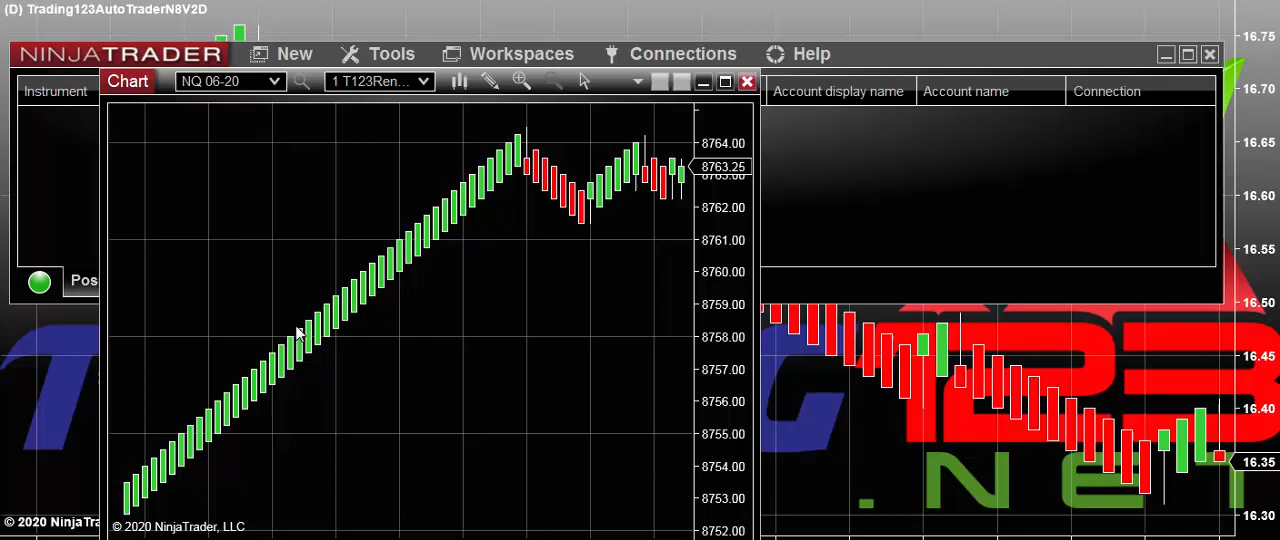 (D) Trading123AutoTraderN8V2D
NINJATRADER New Tools Workspaces Connections Help
Chart NQ 06-20 1 T123Ren...
Instrument
Account display name Account name Connection
Pos
8764.00
8763.25
8762.00
8761.00
8760.00
8759.00
8758.00
8757.00
8756.00
8755.00
8754.00
8753.00
8752.00
16.75
16.70
16.65
16.60
16.55
16.50
16.45
16.40
16.35
16.30
123
.NET
© 2020 NinjaTra
© 2020 NinjaTrader, LLC